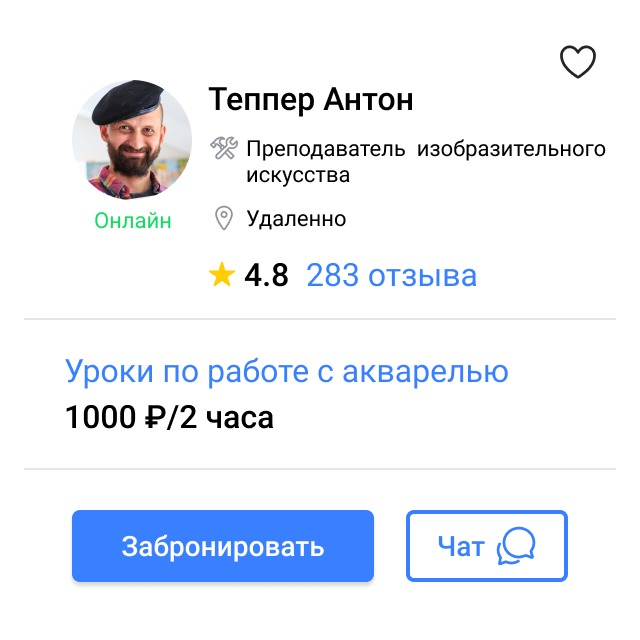 Теппер Антон
Преподаватель изобразительного
искусства
Онлайн
Удаленно
4.8 283 отзыва
Уроки по работе с акварелью
1000 ₽/2 часа
Забронировать
Чат